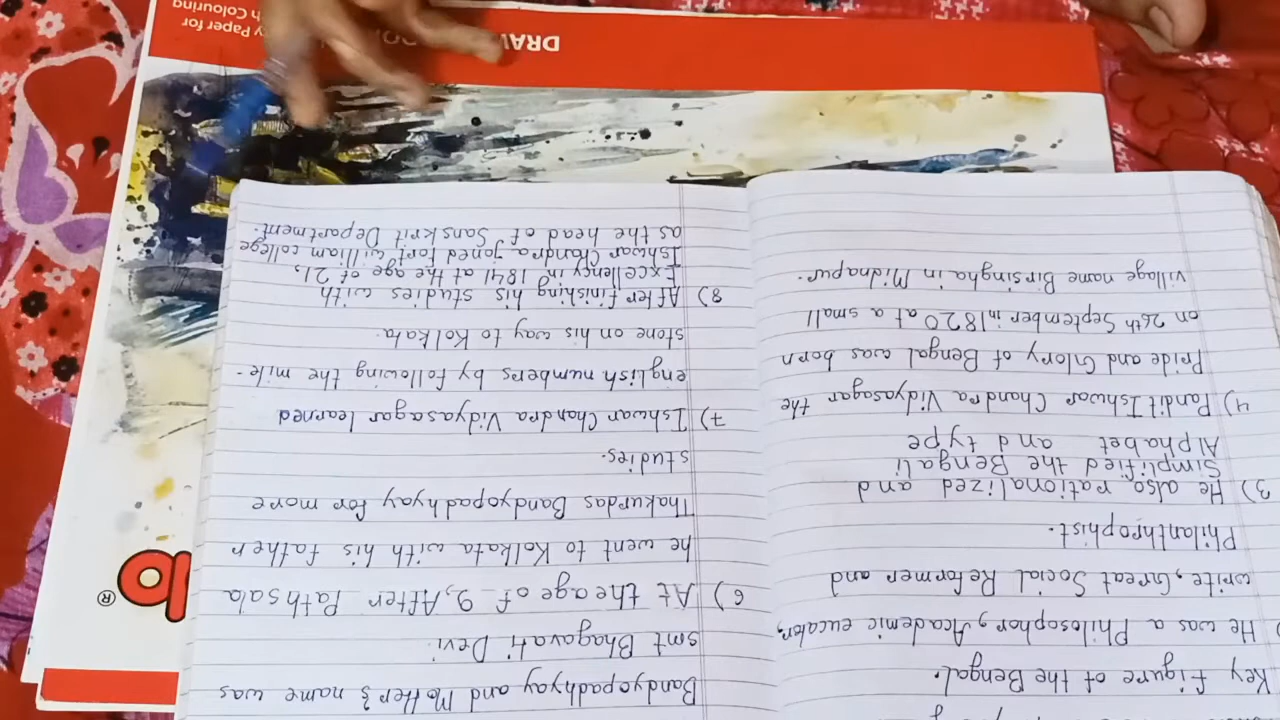 Key Figure of the Bengal.
) He was a Philosophor, Academic eucator,
write, Great Social Reformer and
Philanthrophist.
3) He also rationalized and
Simplified the Bengali
Alphabet and type
4) Pandit Ishwar Chandra Vidyasagar the
Pride and Glory of Bengal was born
on 26th September in 1820 at a small
village name Birsingha in Midnapur.
Bandyopadhyay and Mother's name was
smt Bhagavati Devi.
6) At the age of 9, After Pathsala
he went to Kolkata with his father
Thakurdas Bandyopadhyay for more
studies.
7) Ishwar Chandra Vidyasagar learned
english numbers by following the mile-
stone on his way to Kolkata.
8) After finishing his studies with
Excellency in 1841 at the age of 21,
Ishwar Chandra joned fort william college
as the head of Sanskrit Department.
DRAW
y Paper for
h Colouring
lo®